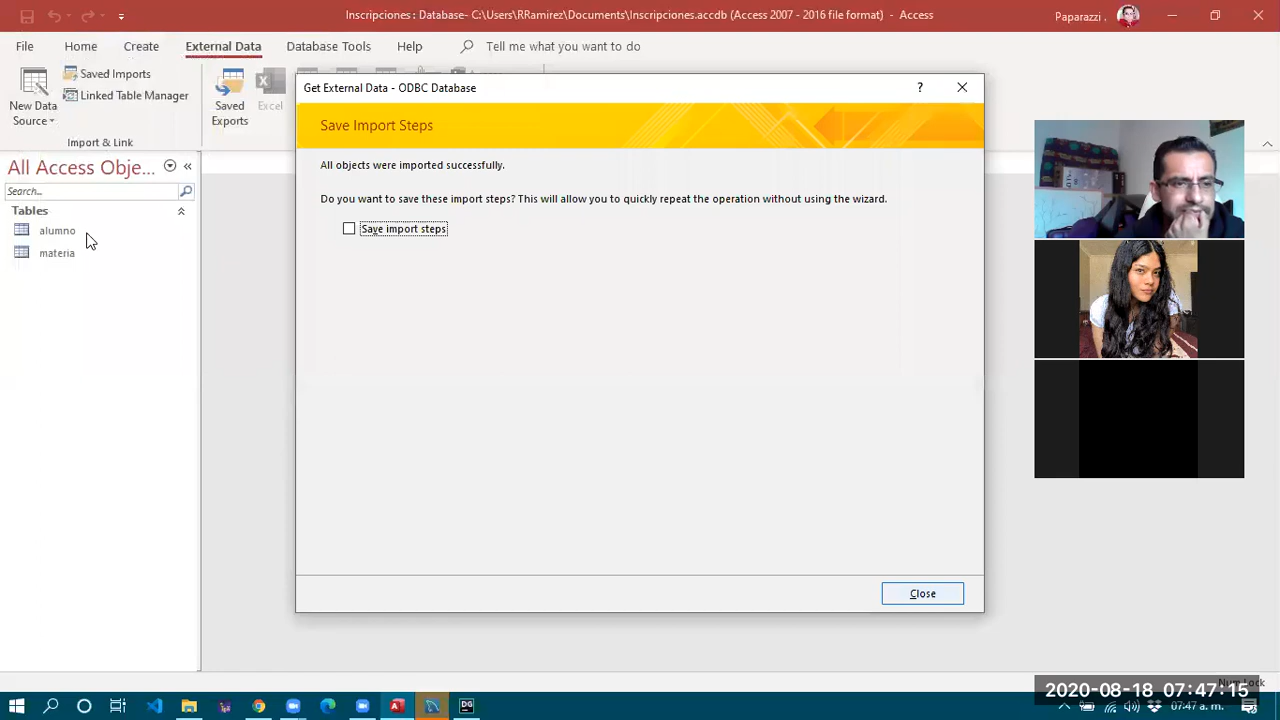 Inscripciones : Database- C:\Users\RRamirez\Documents\Inscripciones.accdb (Access 2007 - 2016 file format) - Access
Paparazzi .
File Home Create External Data Database Tools Help Tell me what you want to do
New Data Source
Saved Imports
Linked Table Manager
Saved Exports
Excel
Import & Link
All Access Obje...
Search...
Tables
alumno
materia
Get External Data - ODBC Database
?
Save Import Steps
All objects were imported successfully.
Do you want to save these import steps? This will allow you to quickly repeat the operation without using the wizard.
Save import steps
Close
Num Lock
2020-08-18 07:47:15
DG
07:47 a. m.